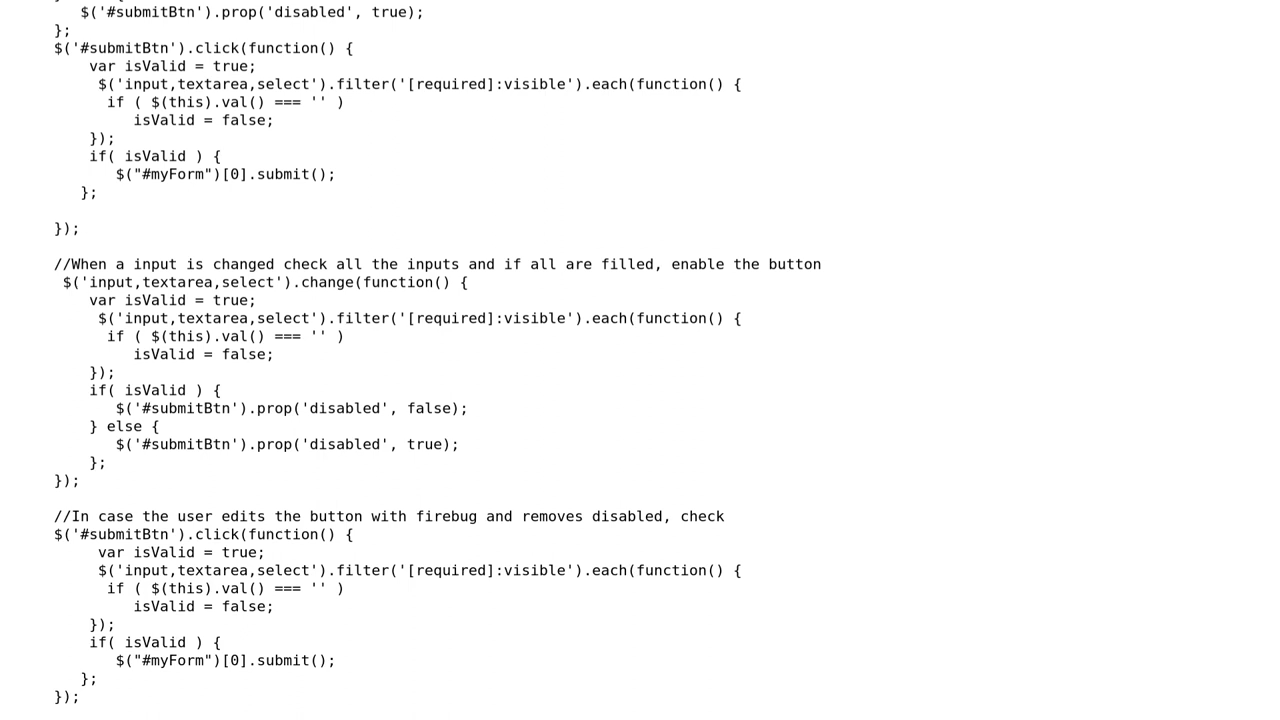 $('#submitBtn').prop('disabled', true);
};
$('#submitBtn').click(function() {
var isValid = true;
$('input,textarea,select').filter('[required]:visible').each(function() {
if ( $(this).val() === '' )
isValid = false;
});
if( isValid ) {
$("#myForm")[0].submit();
};
});
//When a input is changed check all the inputs and if all are filled, enable the button
$('input,textarea,select').change(function() {
var isValid = true;
$('input,textarea,select').filter('[required]:visible').each(function() {
if ( $(this).val() === '' )
isValid = false;
});
if( isValid ) {
$('#submitBtn').prop('disabled', false);
} else {
$('#submitBtn').prop('disabled', true);
};
});
//In case the user edits the button with firebug and removes disabled, check
$('#submitBtn').click(function() {
var isValid = true;
$('input,textarea,select').filter('[required]:visible').each(function() {
if ( $(this).val() === '' )
isValid = false;
});
if( isValid ) {
$("#myForm")[0].submit();
};
});